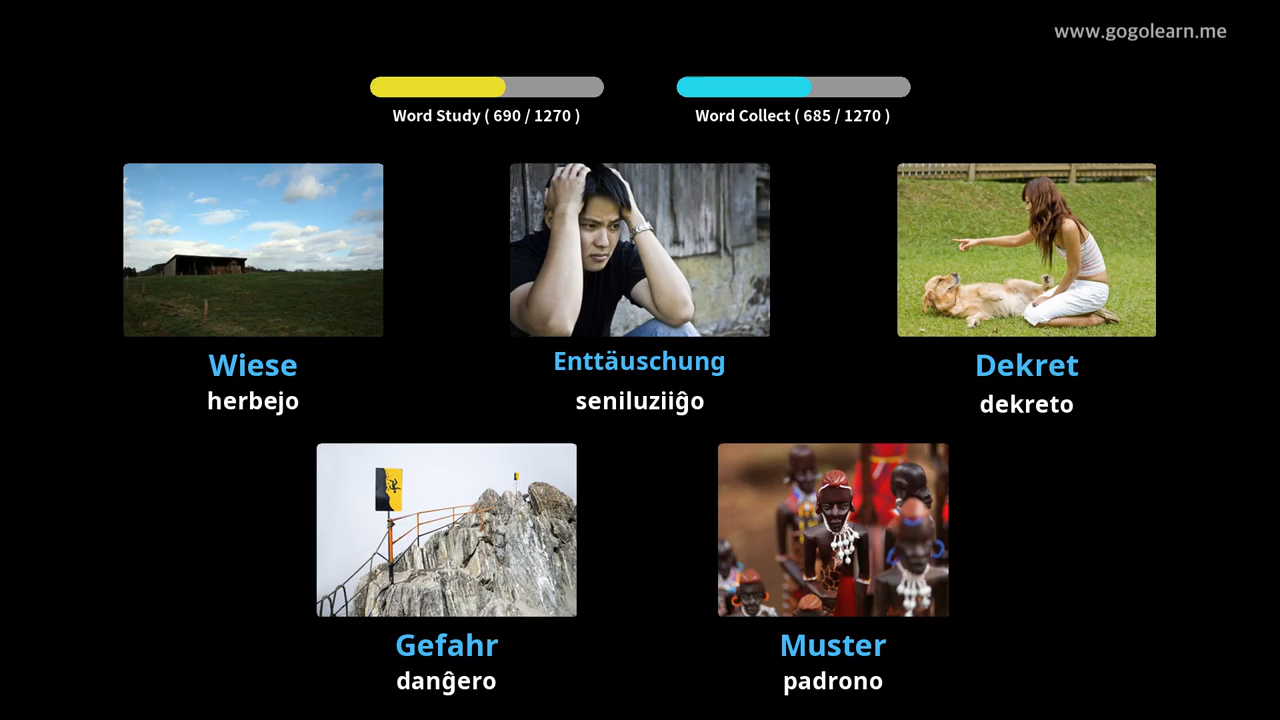 www.gogolearn.me
Word Study ( 690 / 1270 )
Word Collect ( 685 / 1270 )
Wiese
herbejo
Enttäuschung
seniluziiĝo
Dekret
dekreto
Gefahr
danĝero
Muster
padrono